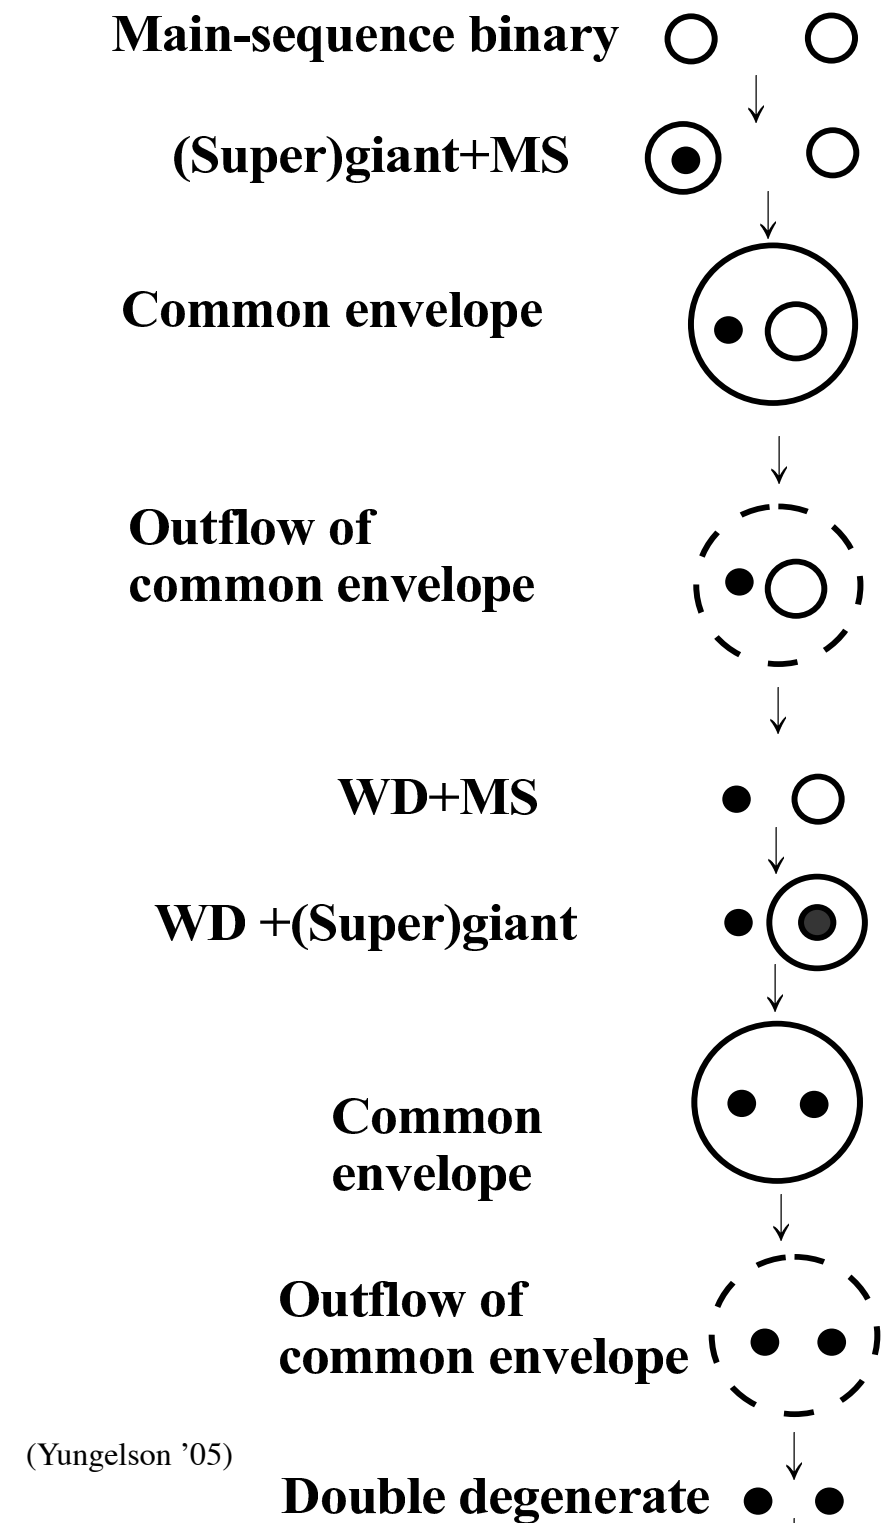 Main-sequence binary
(Super)giant+MS
Common envelope
Outflow of
common envelope
WD+MS
WD +(Super)giant
Common
envelope
Outflow of
common envelope
(Yungelson ’05)
Double degenerate